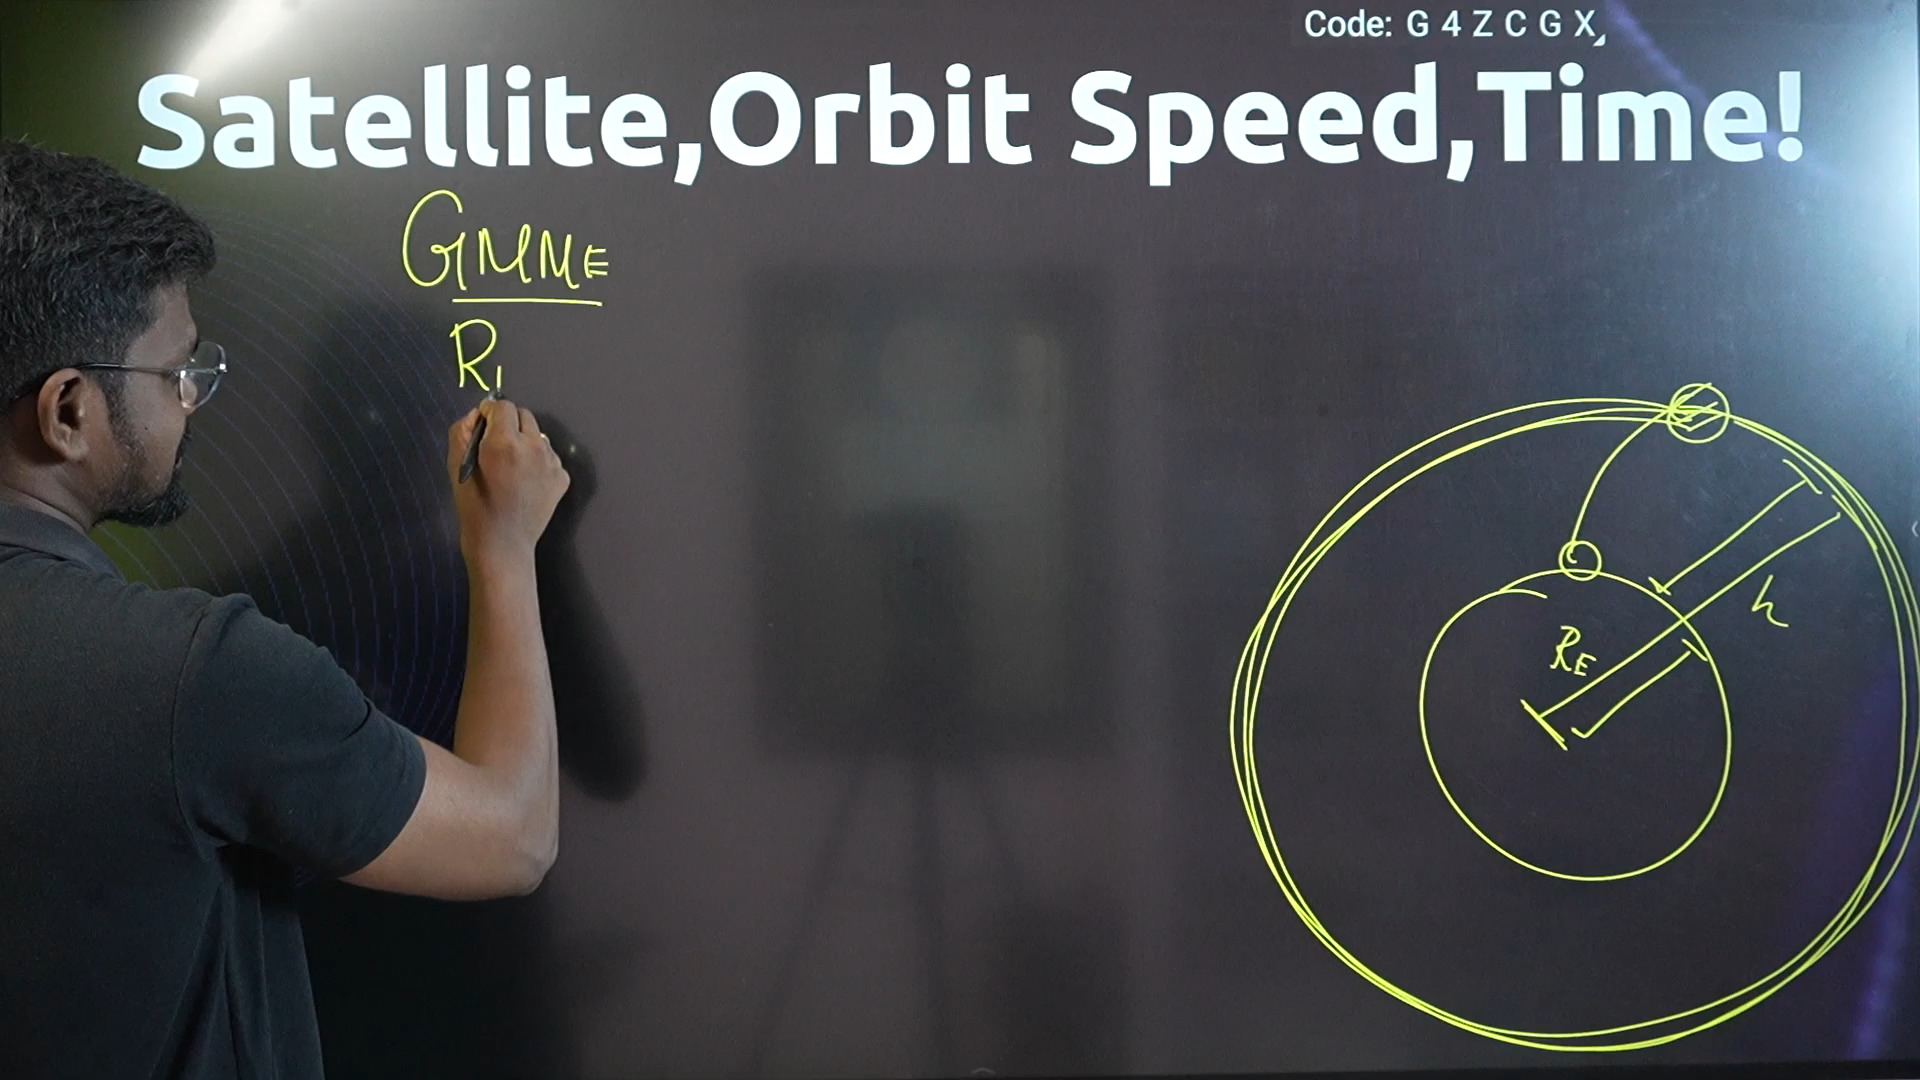 Code: G 4 Z C G X
Satellite,Orbit Speed,Time!
GMME
R
h
RE